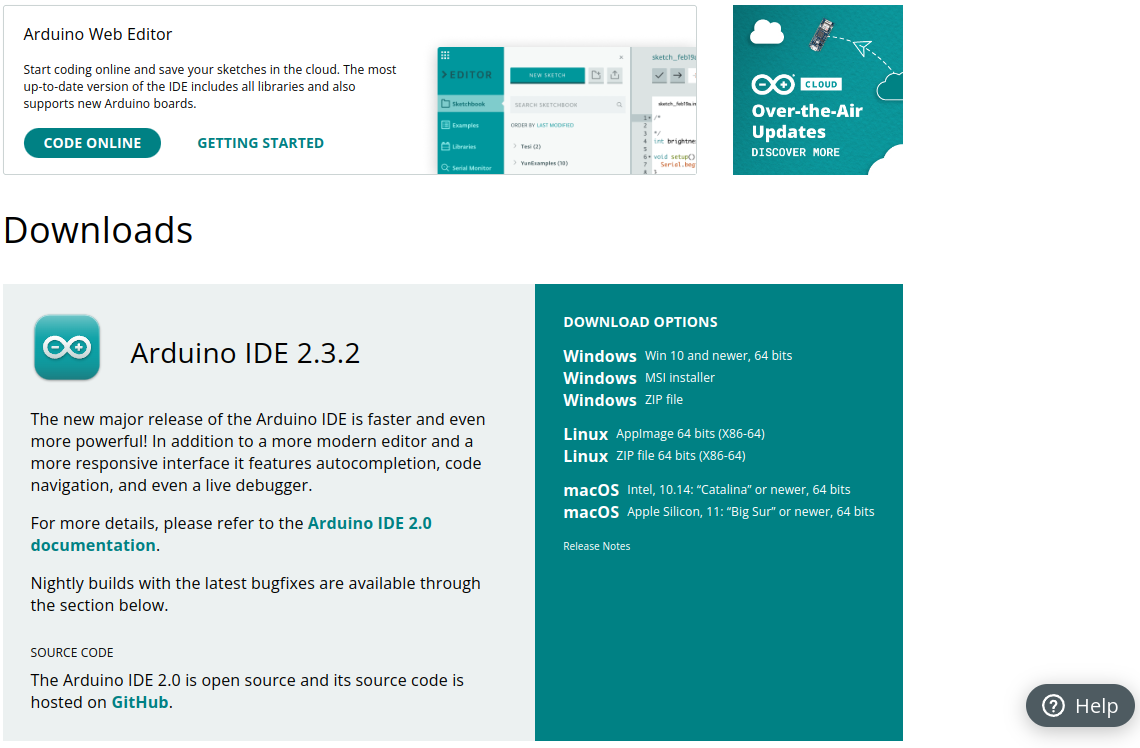 Arduino Web Editor
Start coding online and save your sketches in the cloud. The most
up-to-date version of the IDE includes all libraries and also
supports new Arduino boards.
CODE ONLINE
GETTING STARTED
EDITOR
NEW SKETCH
Sketchbook
SEARCH SKETCHBOOK
Examples
ORDER BY LAST MODIFIED
Libraries
Tesi (2)
Serial Monitor
YunExamples (10)
sketch_feb19a
sketch_feb19a.in
1 /*
2
3 */
4 int brightne
5
6 void setup()
7 Serial.beg
8 }
CLOUD
Over-the-Air
Updates
DISCOVER MORE
Downloads
Arduino IDE 2.3.2
The new major release of the Arduino IDE is faster and even
more powerful! In addition to a more modern editor and a
more responsive interface it features autocompletion, code
navigation, and even a live debugger.
For more details, please refer to the Arduino IDE 2.0
documentation.
Nightly builds with the latest bugfixes are available through
the section below.
SOURCE CODE
The Arduino IDE 2.0 is open source and its source code is
hosted on GitHub.
DOWNLOAD OPTIONS
Windows Win 10 and newer, 64 bits
Windows MSI installer
Windows ZIP file
Linux AppImage 64 bits (X86-64)
Linux ZIP file 64 bits (X86-64)
macOS Intel, 10.14: “Catalina” or newer, 64 bits
macOS Apple Silicon, 11: “Big Sur” or newer, 64 bits
Release Notes
Help